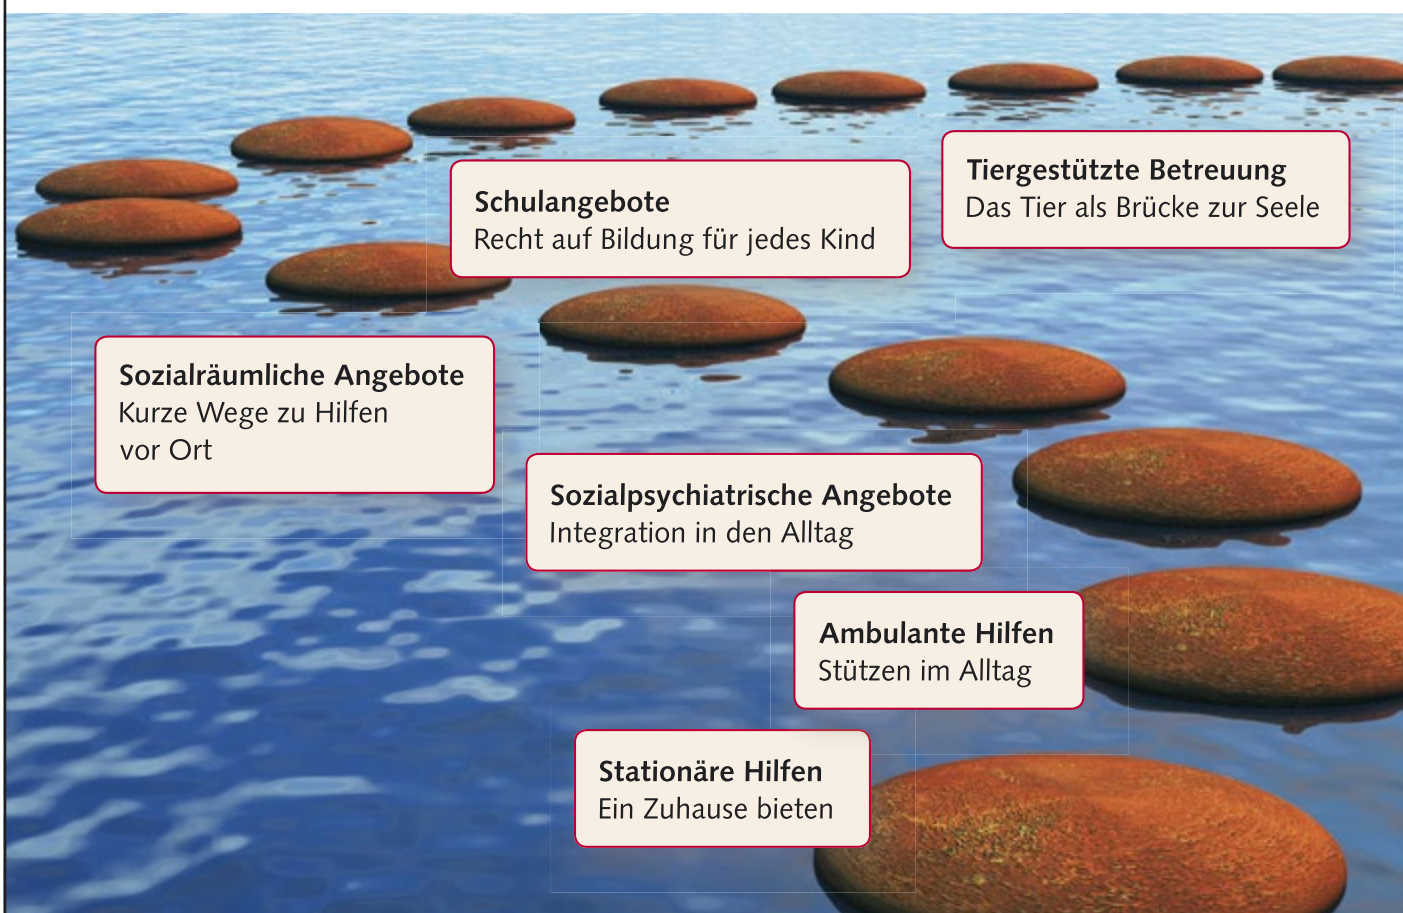 Tiergestützte Betreuung
Das Tier als Brücke zur Seele
Schulangebote
Recht auf Bildung für jedes Kind
Sozialräumliche Angebote
Kurze Wege zu Hilfen
vor Ort
Sozialpsychiatrische Angebote
Integration in den Alltag
Ambulante Hilfen
Stützen im Alltag
Stationäre Hilfen
Ein Zuhause bieten